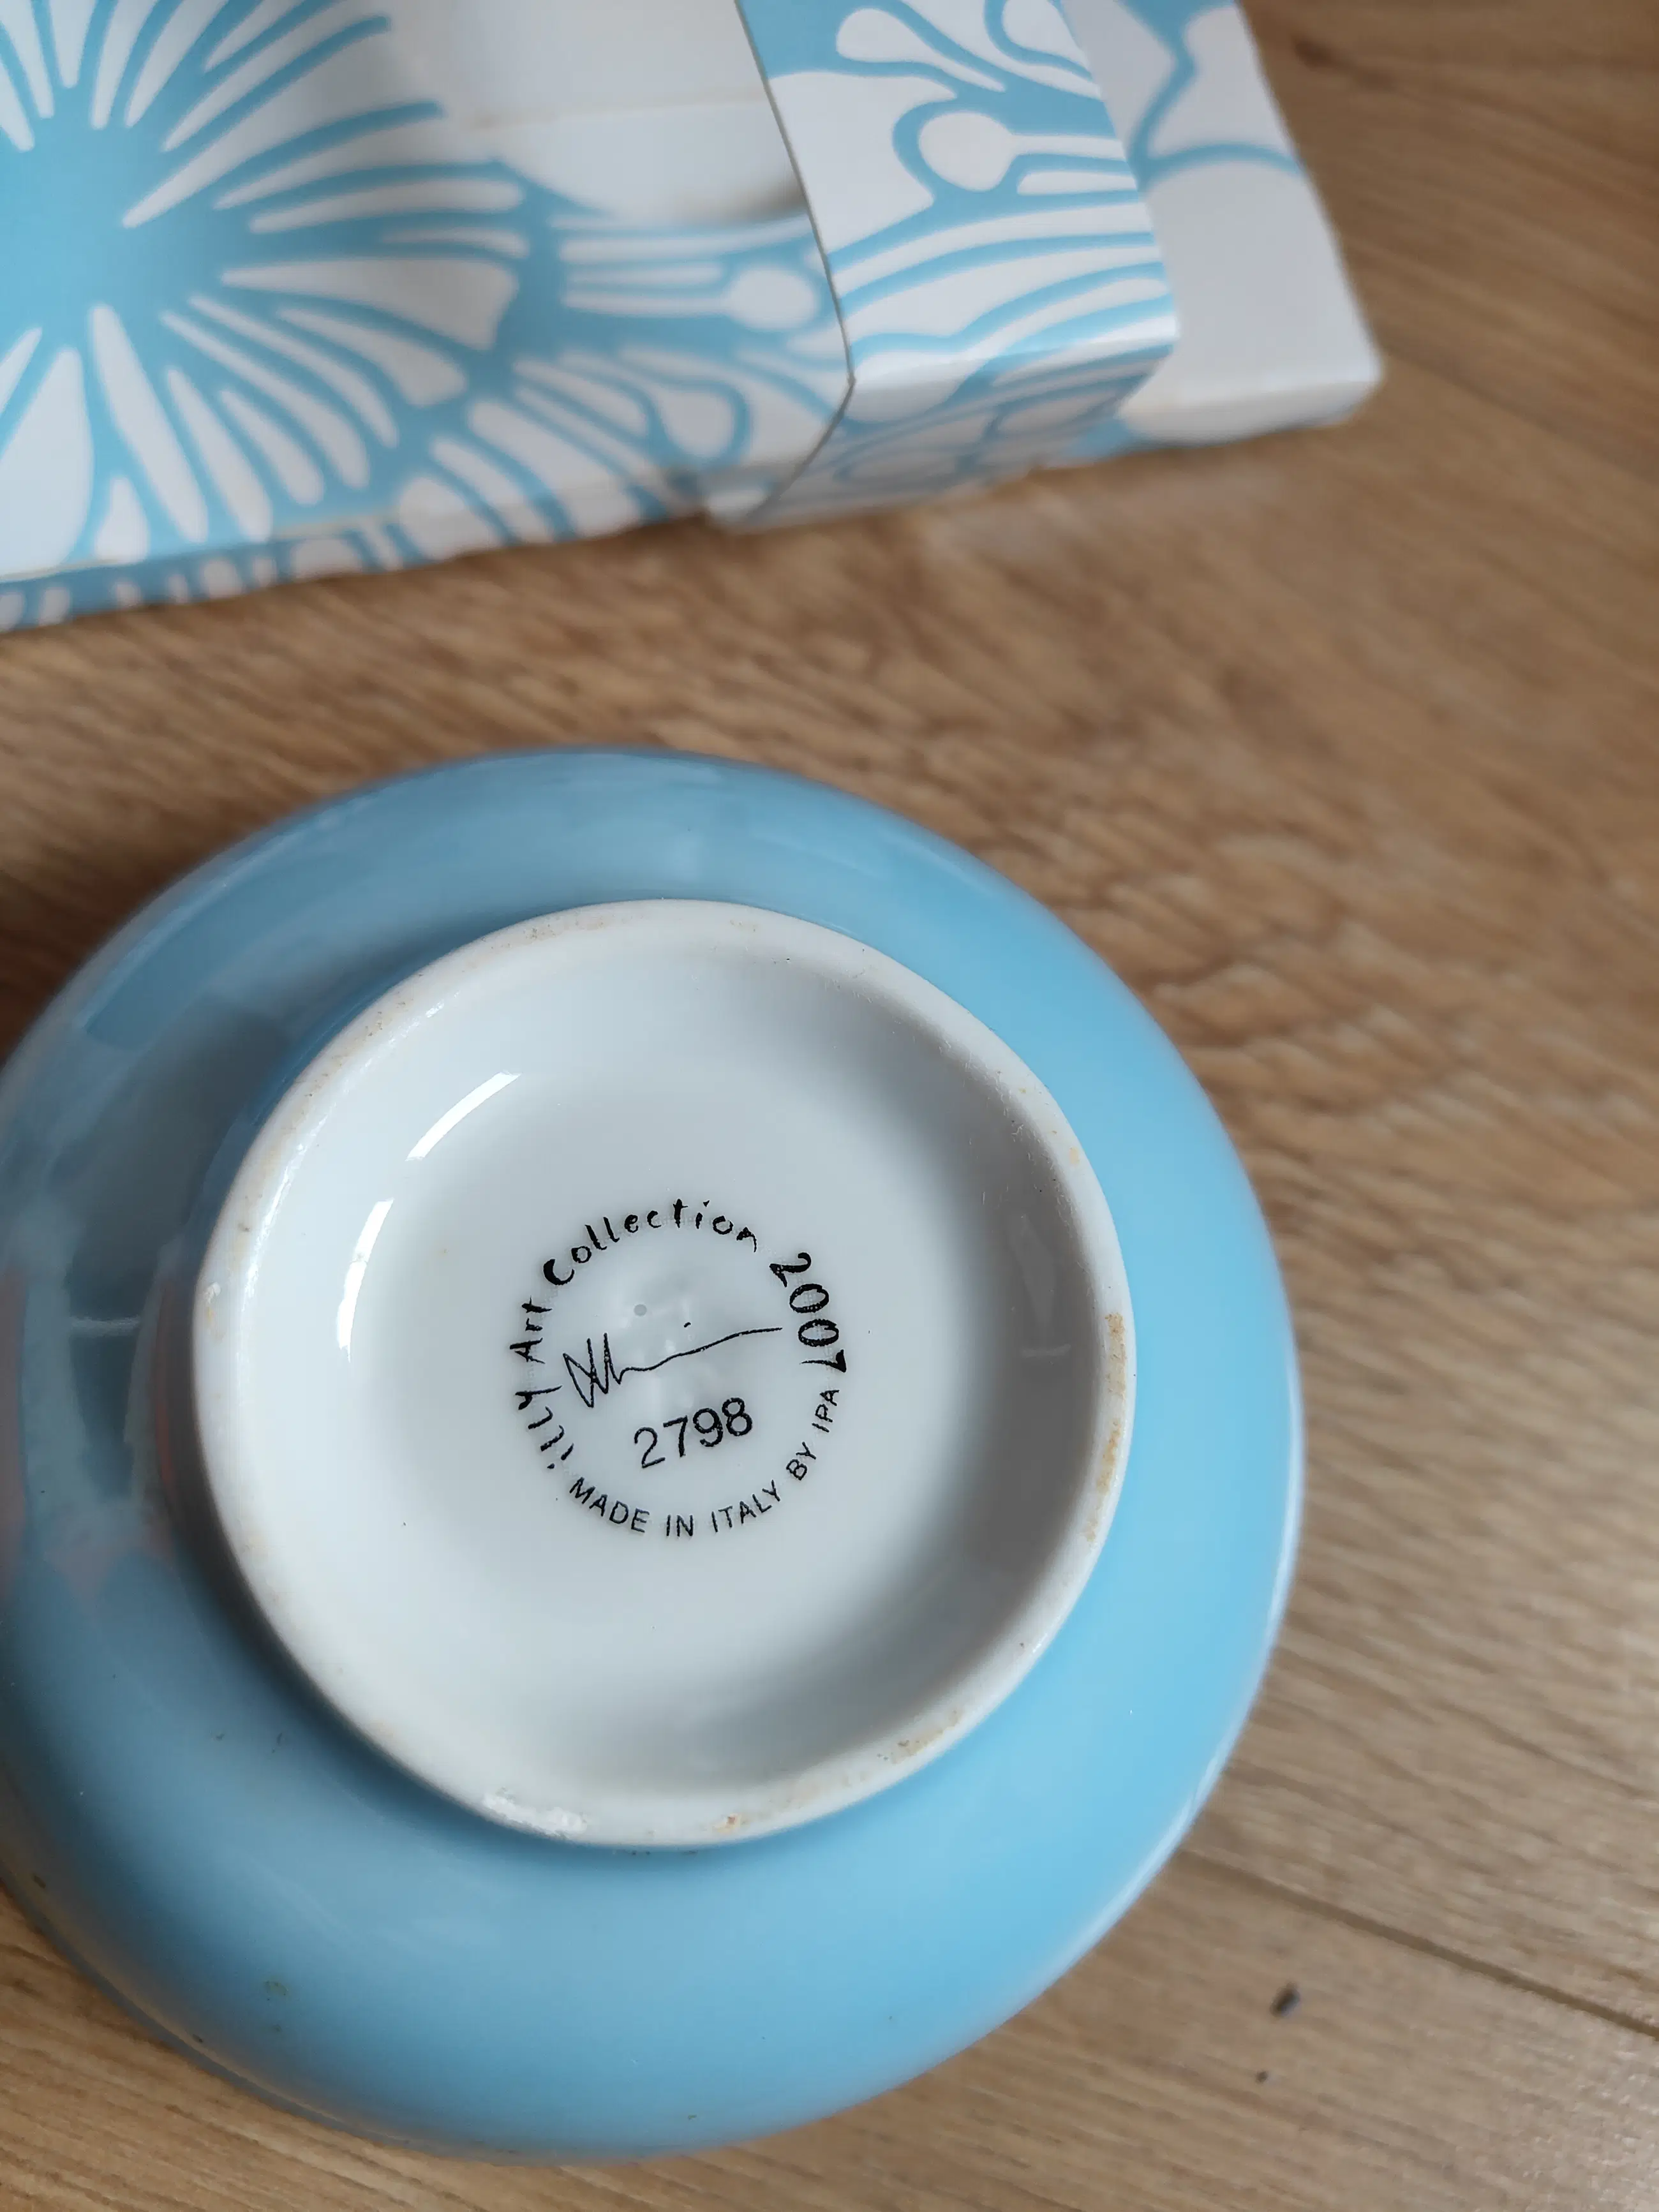 iLLY Art Collection 2007
2798
MADE IN ITALY BY IPA